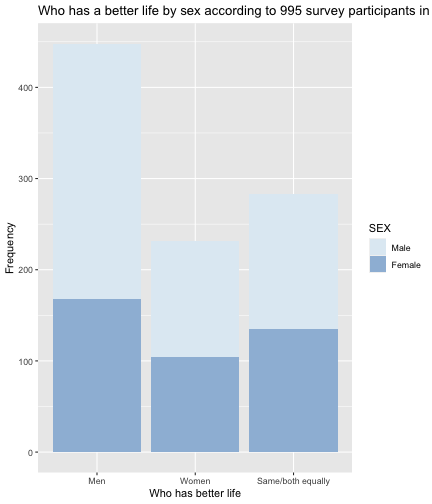 Who has a better life by sex according to 995 survey participants in
400
300
200
100
0
Frequency
Men
Women
Same/both equally
Who has better life
SEX
Male
Female